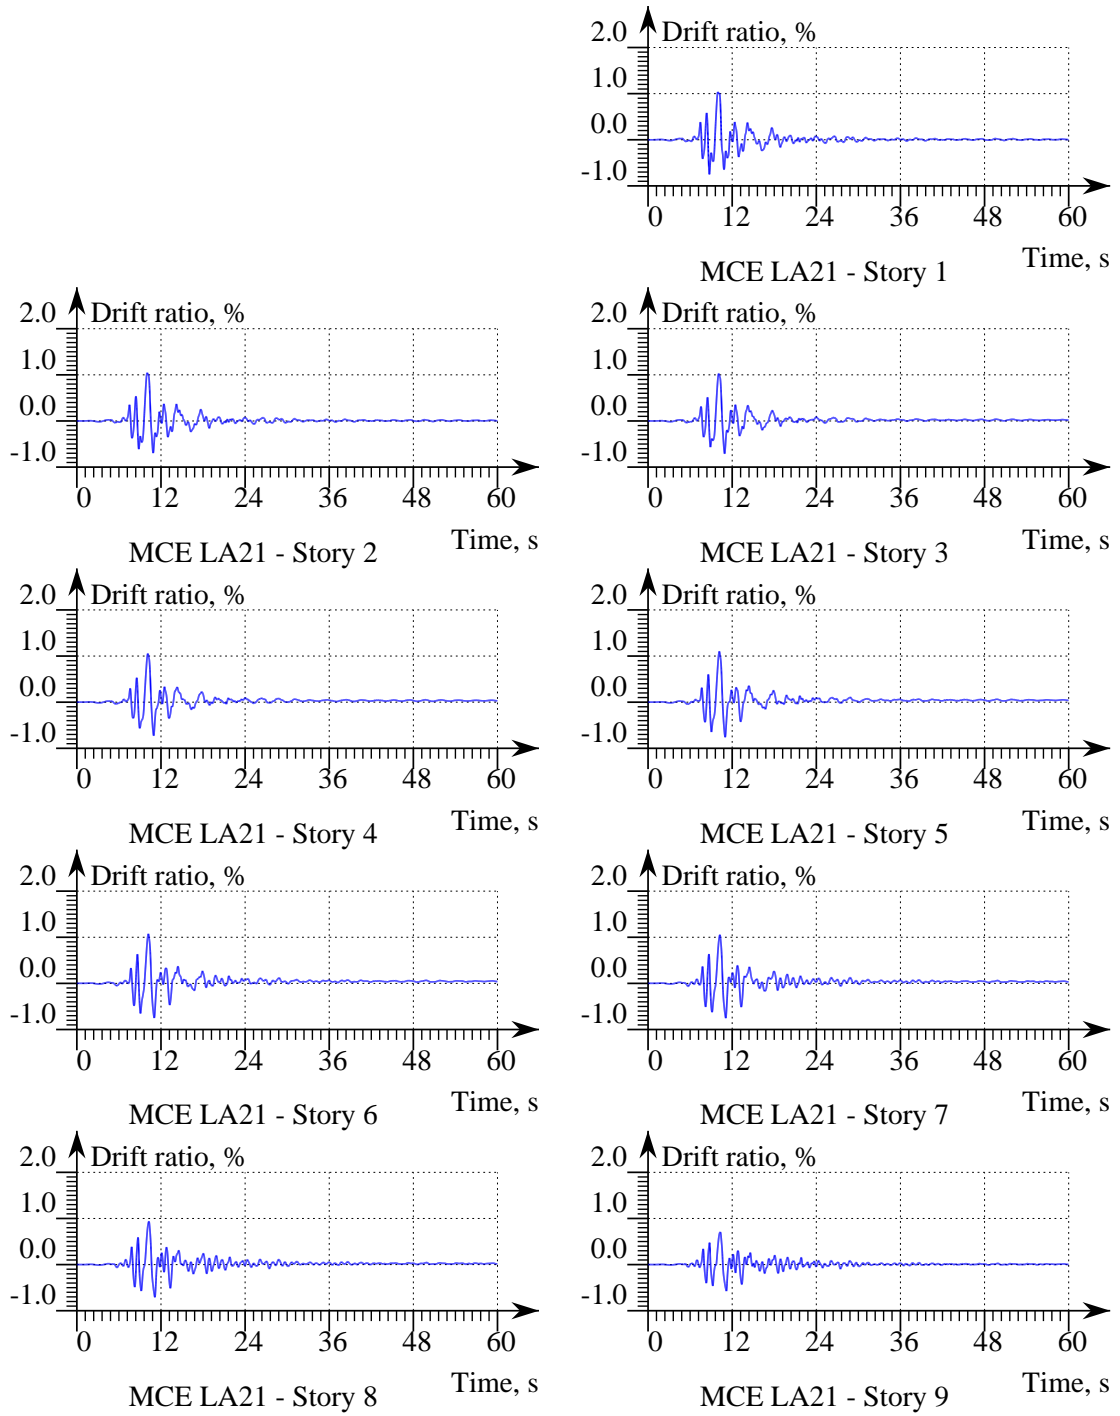 Drift ratio, %
2.0
1.0
0.0
-1.0
0 12 24 36 48 60
Time, s
MCE LA21 - Story 1
Drift ratio, %
2.0
1.0
0.0
-1.0
0 12 24 36 48 60
Time, s
MCE LA21 - Story 2
Drift ratio, %
2.0
1.0
0.0
-1.0
0 12 24 36 48 60
Time, s
MCE LA21 - Story 3
Drift ratio, %
2.0
1.0
0.0
-1.0
0 12 24 36 48 60
Time, s
MCE LA21 - Story 4
Drift ratio, %
2.0
1.0
0.0
-1.0
0 12 24 36 48 60
Time, s
MCE LA21 - Story 5
Drift ratio, %
2.0
1.0
0.0
-1.0
0 12 24 36 48 60
Time, s
MCE LA21 - Story 6
Drift ratio, %
2.0
1.0
0.0
-1.0
0 12 24 36 48 60
Time, s
MCE LA21 - Story 7
Drift ratio, %
2.0
1.0
0.0
-1.0
0 12 24 36 48 60
Time, s
MCE LA21 - Story 8
Drift ratio, %
2.0
1.0
0.0
-1.0
0 12 24 36 48 60
Time, s
MCE LA21 - Story 9